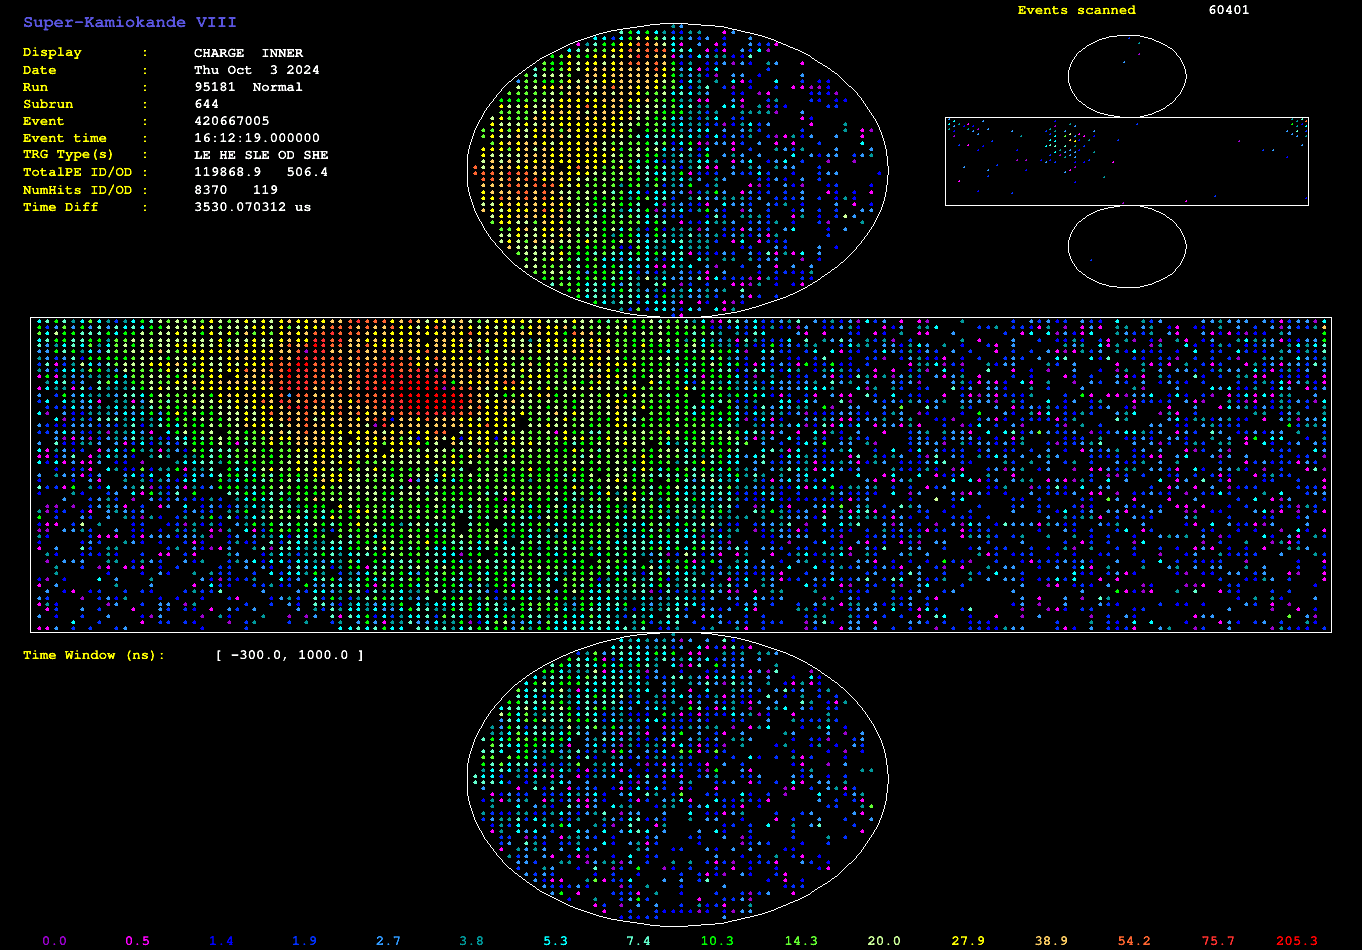 Super-Kamiokande VIII
Events scanned 60401
Display : CHARGE INNER
Date : Thu Oct 3 2024
Run : 95181 Normal
Subrun : 644
Event : 420667005
Event time : 16:12:19.000000
TRG Type(s) : LE HE SLE OD SHE
TotalPE ID/OD : 119868.9 506.4
NumHits ID/OD : 8370 119
Time Diff : 3530.070312 us
Time Window (ns): [ -300.0, 1000.0 ]
0.0 0.5 1.4 1.9 2.7 3.8 5.3 7.4 10.3 14.3 20.0 27.9 38.9 54.2 75.7 205.3